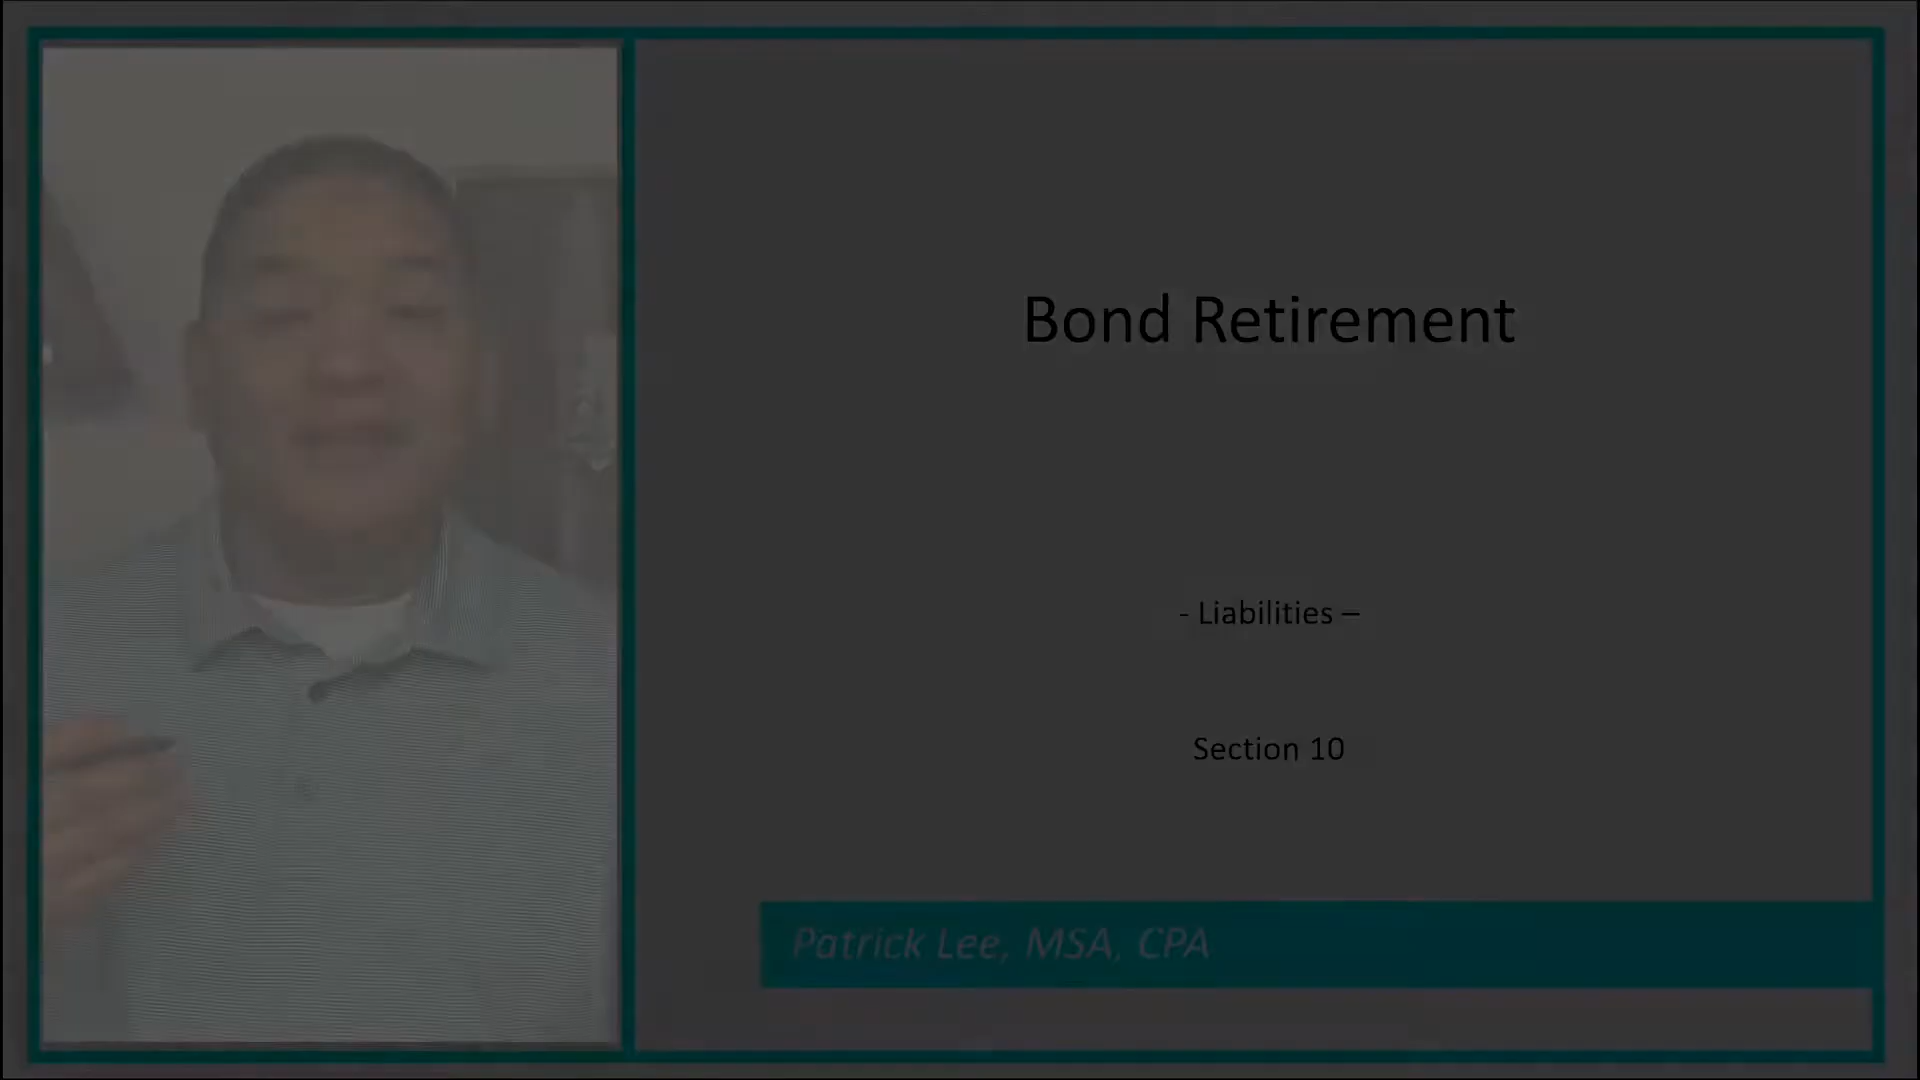 Bond Retirement
- Liabilities –
Section 10
Patrick Lee, MSA, CPA